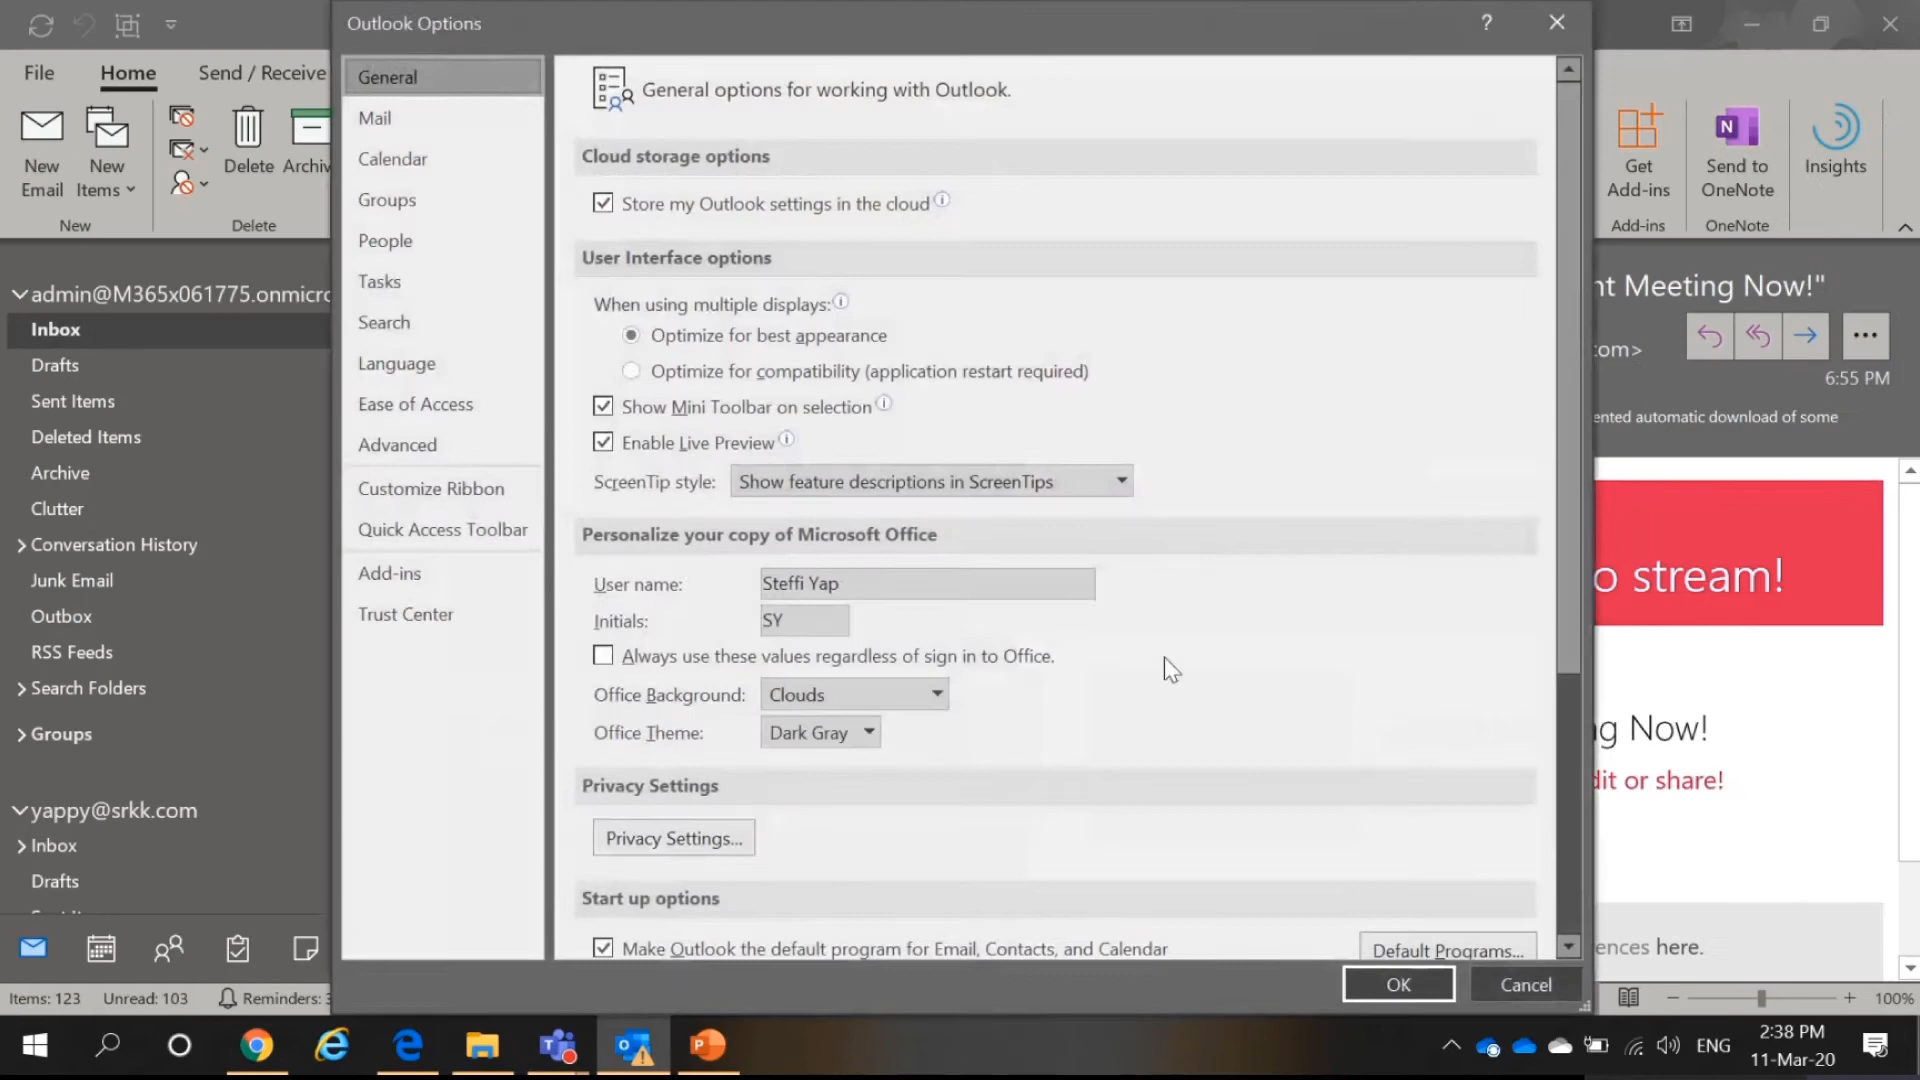 Outlook Options
?
File
Home
Send / Receive
New
Email
New
Items
Delete
New
Delete
Get
Add-ins
Send to
OneNote
Insights
Add-ins
OneNote
admin@M365x061775.onmicro
Inbox
Drafts
Sent Items
Deleted Items
Archive
Clutter
Conversation History
Junk Email
Outbox
RSS Feeds
Search Folders
Groups
yappy@srkk.com
Inbox
Drafts
Items: 123
Unread: 103
Reminders: 3
General
Mail
Calendar
Groups
People
Tasks
Search
Language
Ease of Access
Advanced
Customize Ribbon
Quick Access Toolbar
Add-ins
Trust Center
General options for working with Outlook.
Cloud storage options
Store my Outlook settings in the cloud
User Interface options
When using multiple displays:
Optimize for best appearance
Optimize for compatibility (application restart required)
Show Mini Toolbar on selection
Enable Live Preview
ScreenTip style:
Show feature descriptions in ScreenTips
Personalize your copy of Microsoft Office
User name:
Steffi Yap
Initials:
SY
Always use these values regardless of sign in to Office.
Office Background:
Clouds
Office Theme:
Dark Gray
Privacy Settings
Privacy Settings...
Start up options
Make Outlook the default program for Email, Contacts, and Calendar
Default Programs...
OK
Cancel
nt Meeting Now!"
com>
6:55 PM
ented automatic download of some
o stream!
g Now!
dit or share!
ences here.
100%
ENG
2:38 PM
11-Mar-20